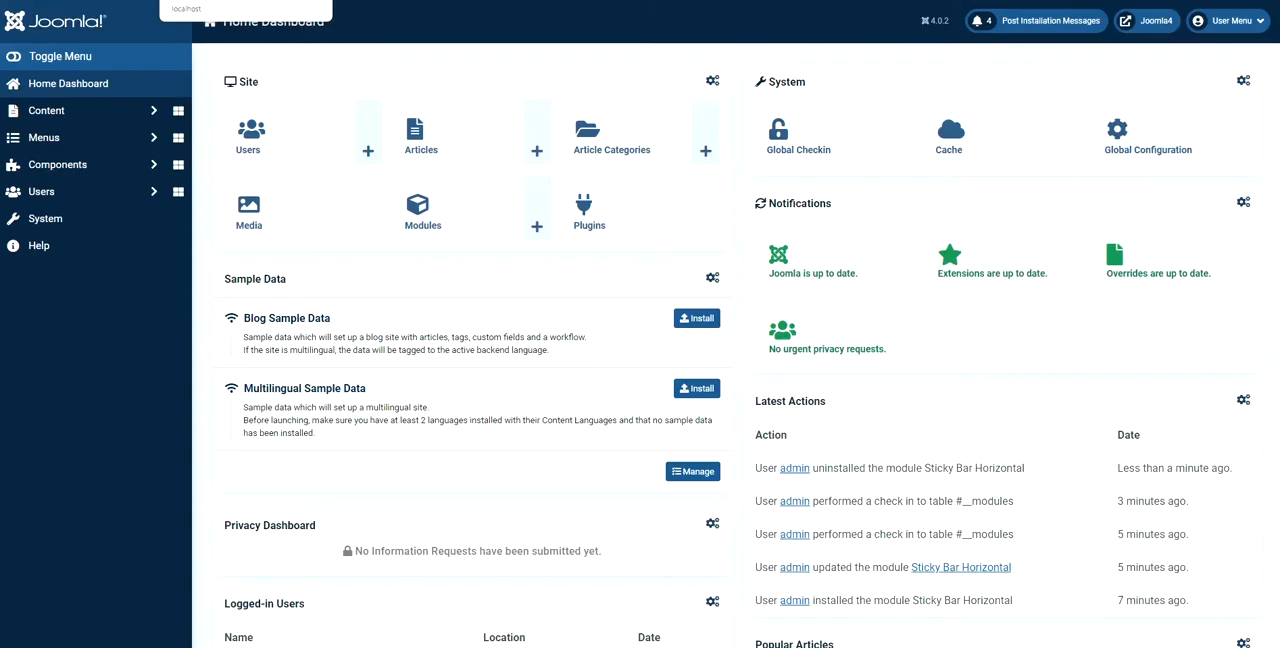 localhost
Joomla!
Home Dashboard
4.0.2
4
Post Installation Messages
Joomla4
User Menu
Toggle Menu
Home Dashboard
Content
Menus
Components
Users
System
Help
Site
Users
Articles
Article Categories
Media
Modules
Plugins
Sample Data
Blog Sample Data
Install
Sample data which will set up a blog site with articles, tags, custom fields and a workflow.
If the site is multilingual, the data will be tagged to the active backend language.
Multilingual Sample Data
Install
Sample data which will set up a multilingual site.
Before launching, make sure you have at least 2 languages installed with their Content Languages and that no sample data
has been installed.
Manage
Privacy Dashboard
No Information Requests have been submitted yet.
Logged-in Users
Name Location Date
System
Global Checkin
Cache
Global Configuration
Notifications
Joomla is up to date.
Extensions are up to date.
Overrides are up to date.
No urgent privacy requests.
Latest Actions
Action Date
User admin uninstalled the module Sticky Bar Horizontal Less than a minute ago.
User admin performed a check in to table #__modules 3 minutes ago.
User admin performed a check in to table #__modules 5 minutes ago.
User admin updated the module Sticky Bar Horizontal 5 minutes ago.
User admin installed the module Sticky Bar Horizontal 7 minutes ago.
Popular Articles